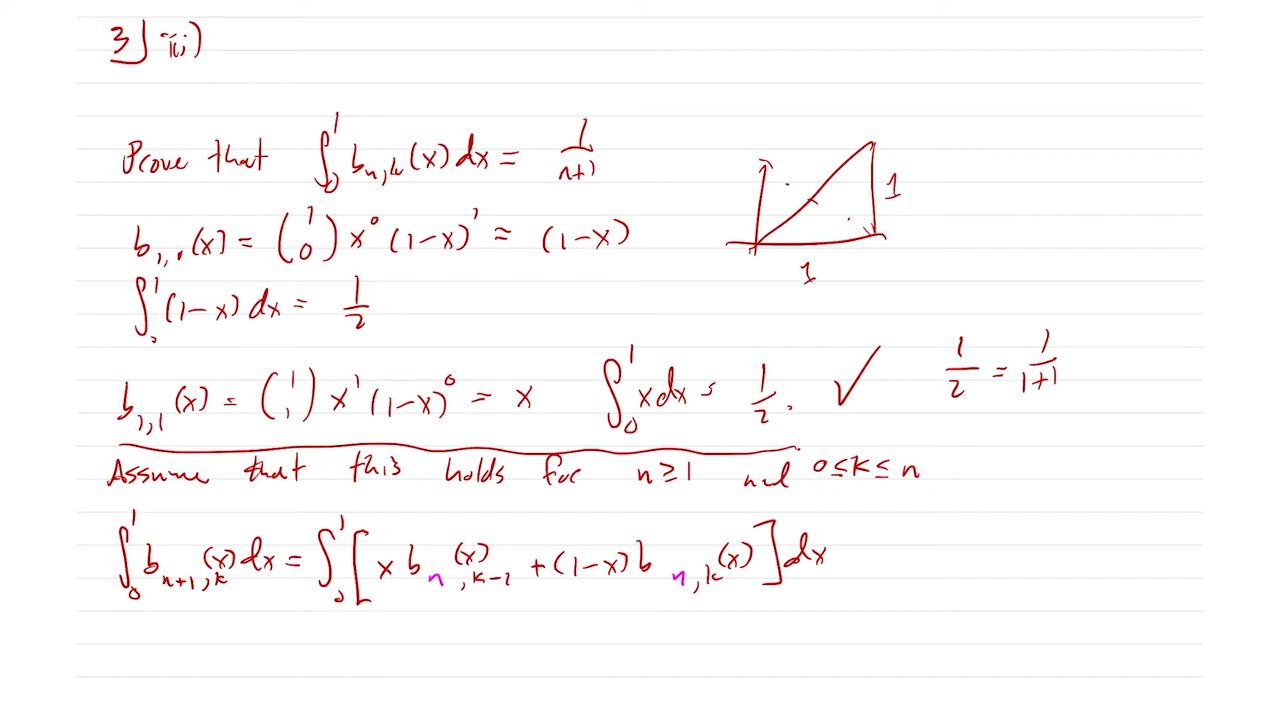 3] iii)
Prove that ∫₀¹ b_{n,k}(x) dx = 1/(n+1)
b_{1,0}(x) = (1 0) x⁰ (1-x)¹ = (1-x)
1
1
∫₀¹ (1-x) dx = 1/2
b_{1,1}(x) = (1 1) x¹ (1-x)⁰ = x ∫₀¹ x dx = 1/2. ✓ 1/2 = 1/(1+1)
Assume that this holds for n ≥ 1 and 0 ≤ k ≤ n
∫₀¹ b_{n+1,k}(x) dx = ∫₀¹ [x b_{n,k-1}(x) + (1-x) b_{n,k}(x)] dx